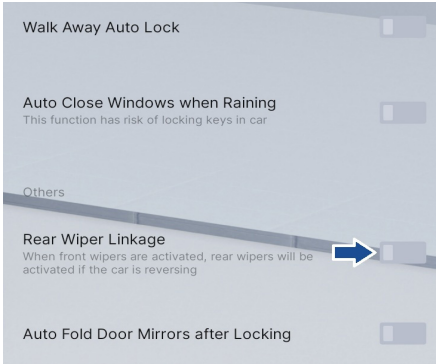 Walk Away Auto Lock
Auto Close Windows when Raining
This function has risk of locking keys in car
Others
Rear Wiper Linkage
When front wipers are activated, rear wipers will be
activated if the car is reversing
Auto Fold Door Mirrors after Locking